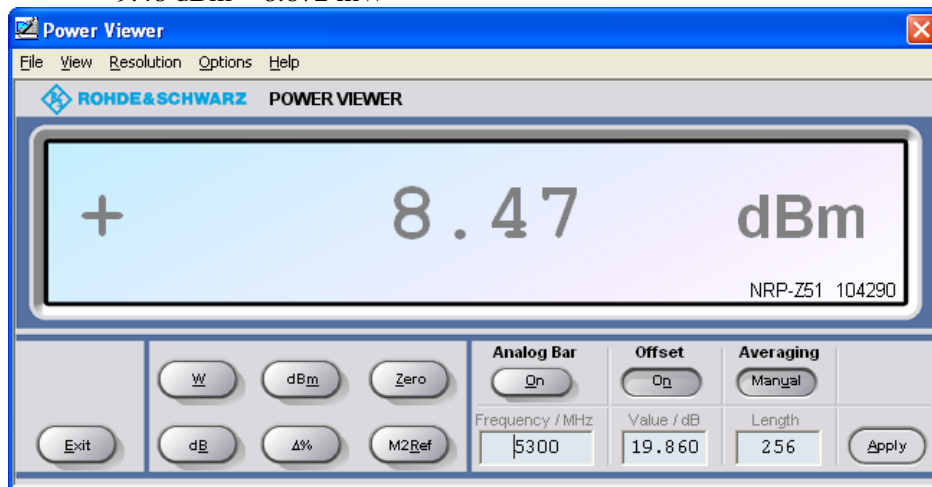 Power Viewer
File View Resolution Options Help
ROHDE&SCHWARZ POWER VIEWER
+ 8.47 dBm
NRP-Z51 104290
Analog Bar Offset Averaging
W dBm Zero On On Manual
Frequency / MHz Value / dB Length
Exit dB Δ% M2Ref 5300 19.860 256 Apply